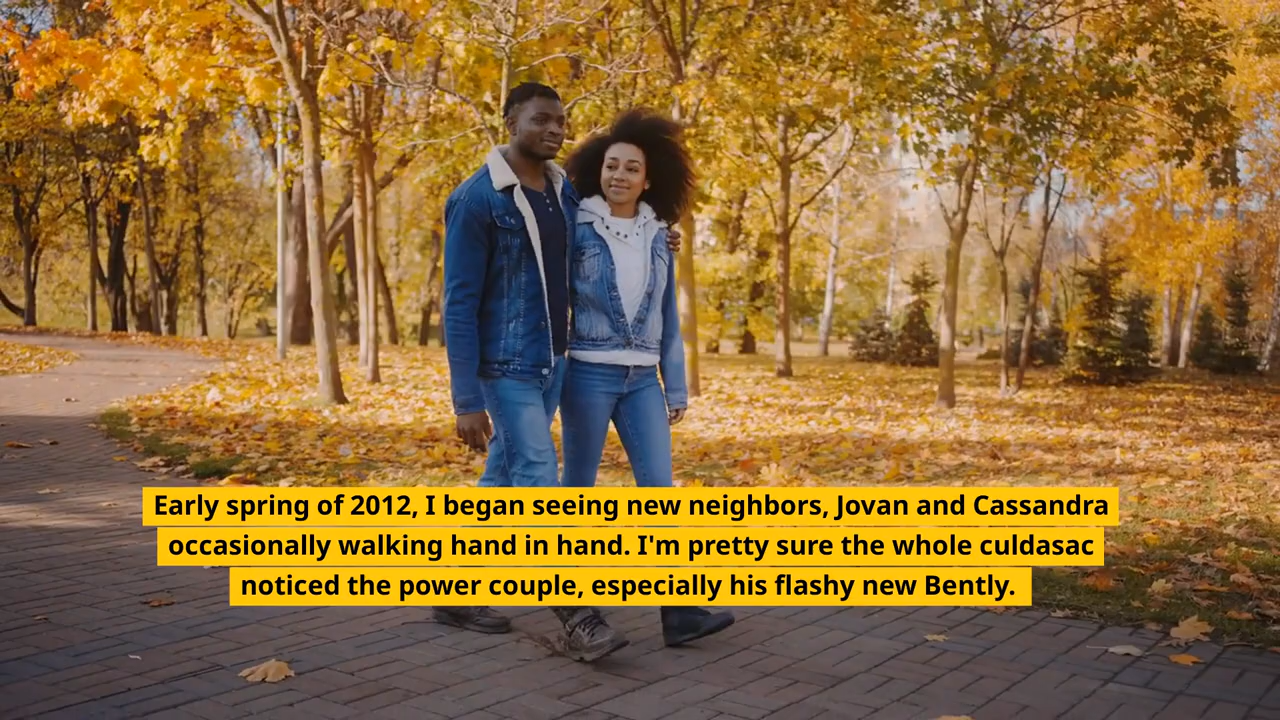 Early spring of 2012, I began seeing new neighbors, Jovan and Cassandra
occasionally walking hand in hand. I'm pretty sure the whole culdasac
noticed the power couple, especially his flashy new Bently.